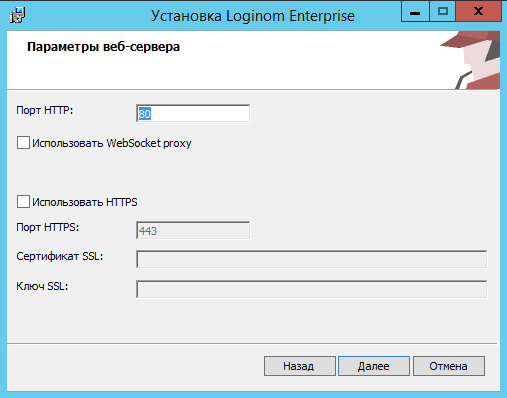 Установка Loginom Enterprise
Параметры веб-сервера
Порт HTTP: 80
Использовать WebSocket proxy
Использовать HTTPS
Порт HTTPS: 443
Сертификат SSL:
Ключ SSL:
Назад Далее Отмена